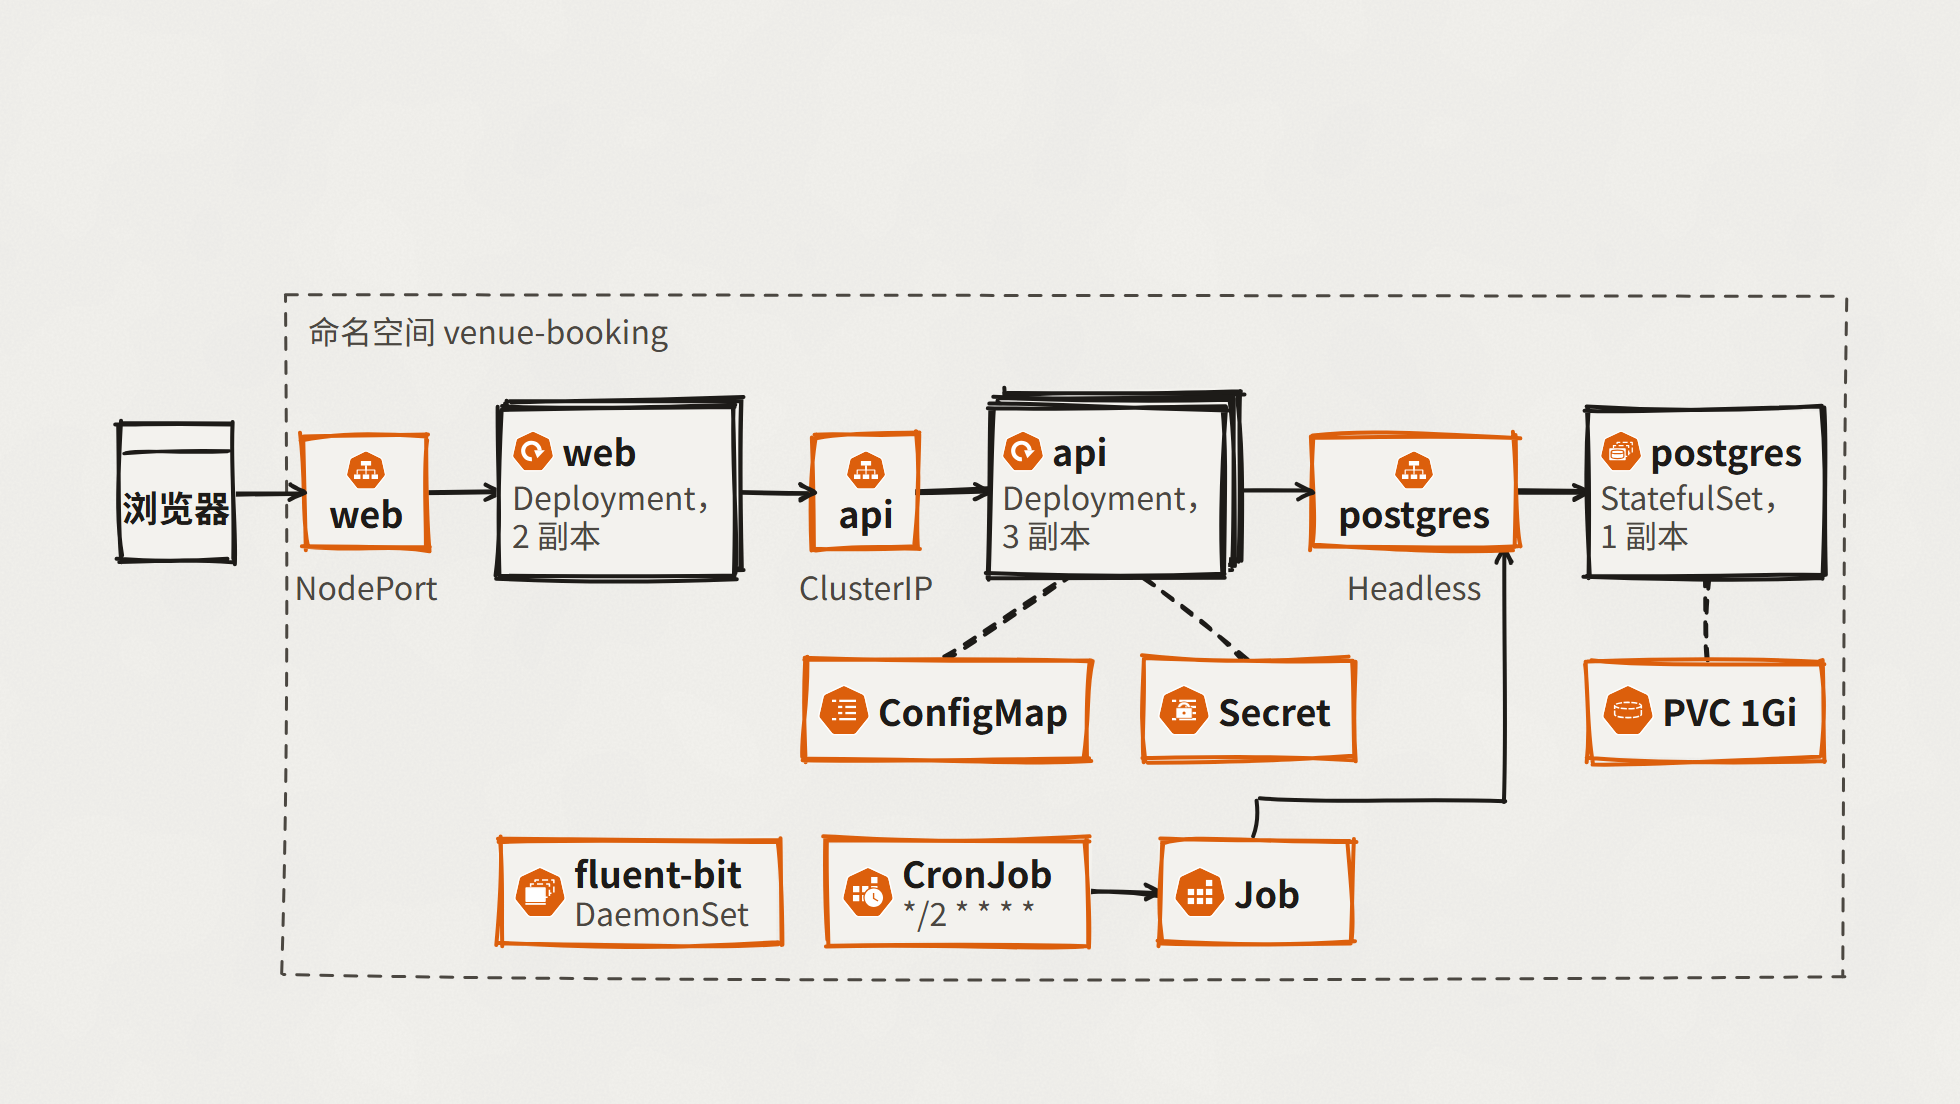 命名空间 venue-booking
浏览器
web
NodePort
web
Deployment，
2 副本
api
ClusterIP
api
Deployment，
3 副本
postgres
Headless
postgres
StatefulSet，
1 副本
ConfigMap
Secret
PVC 1Gi
fluent-bit
DaemonSet
CronJob
*/2 * * * *
Job